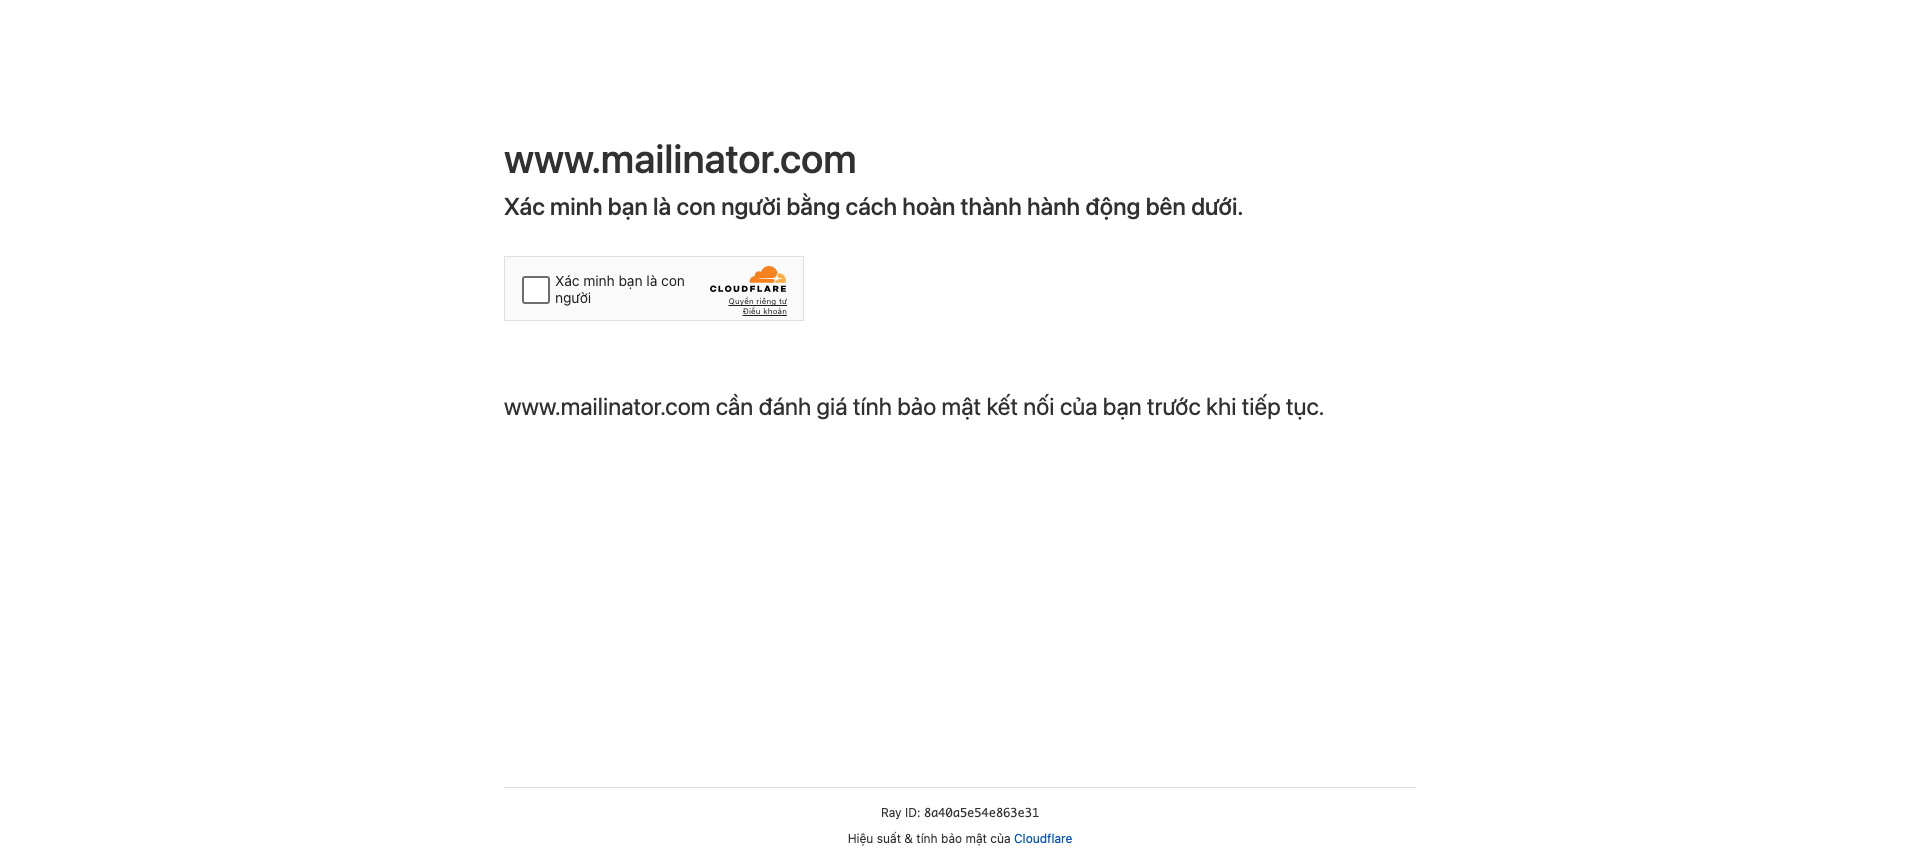 www.mailinator.com
Xác minh bạn là con người bằng cách hoàn thành hành động bên dưới.
Xác minh bạn là con
người
CLOUDFLARE
Quyền riêng tư
Điều khoản
www.mailinator.com cần đánh giá tính bảo mật kết nối của bạn trước khi tiếp tục.
Ray ID: 8a40a5e54e863e31
Hiệu suất & tính bảo mật của Cloudflare